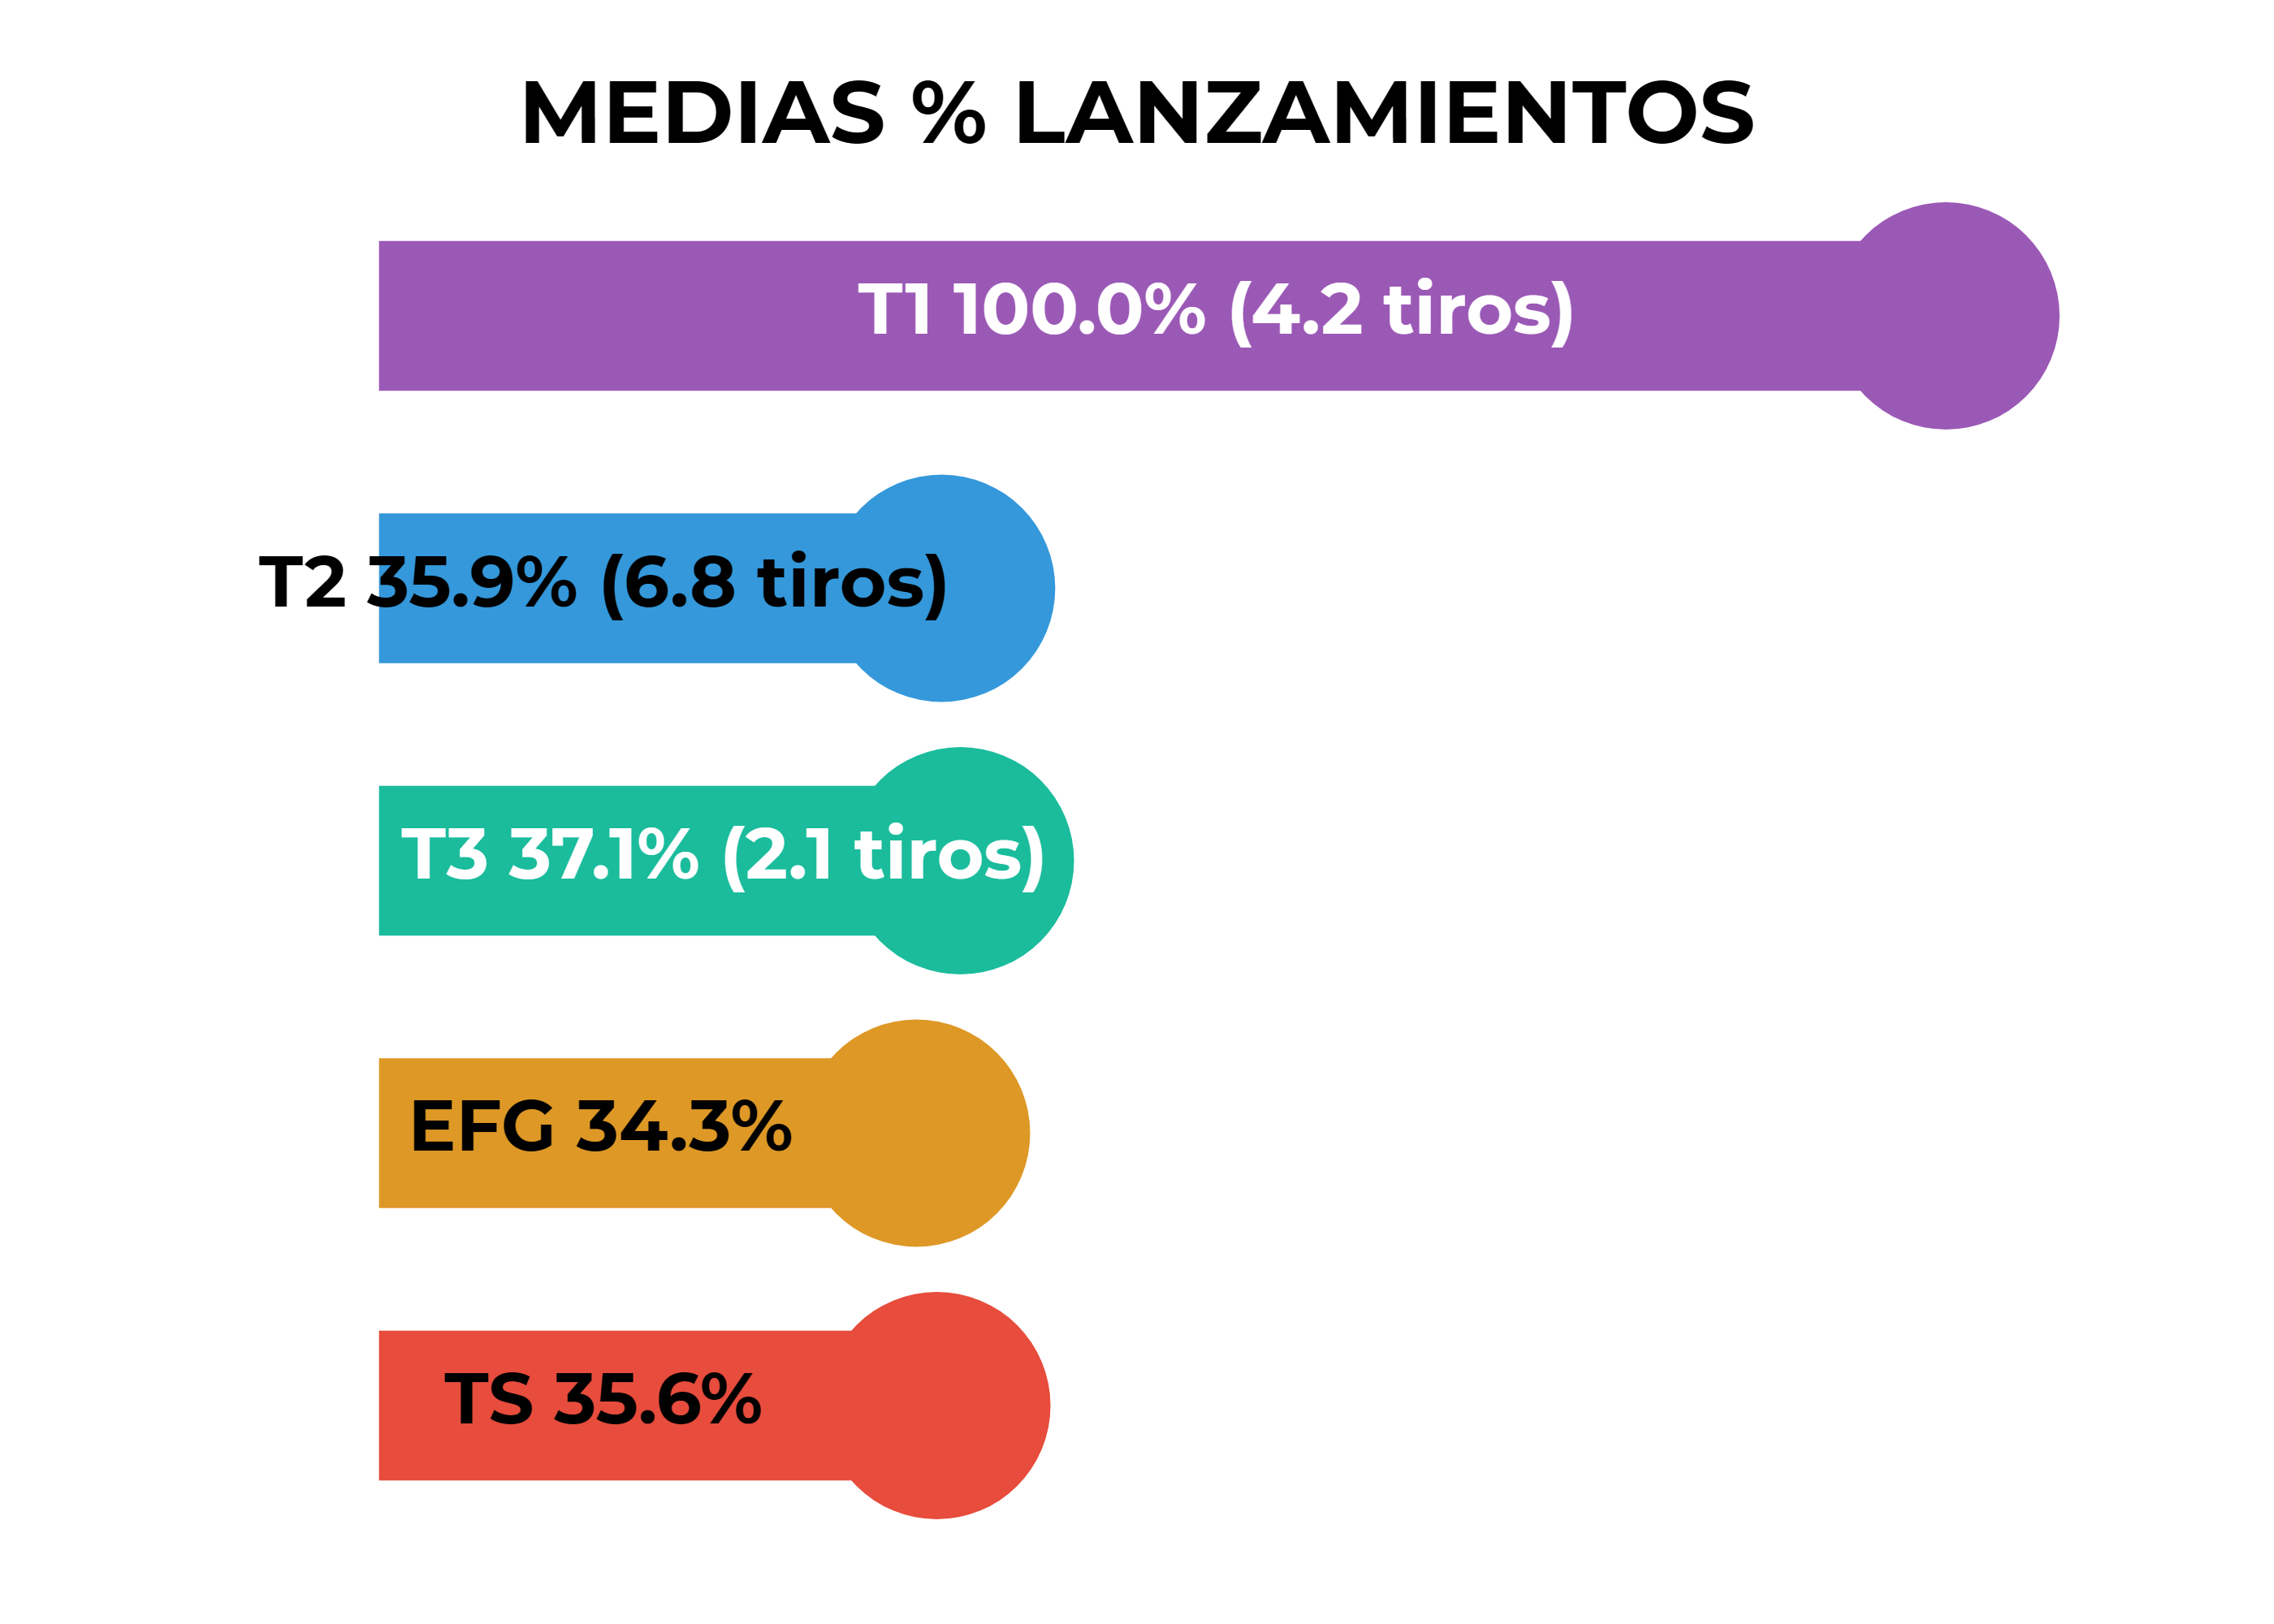 MEDIAS % LANZAMIENTOS
T1 100.0% (4.2 tiros)
T2 35.9% (6.8 tiros)
T3 37.1% (2.1 tiros)
EFG 34.3%
TS 35.6%